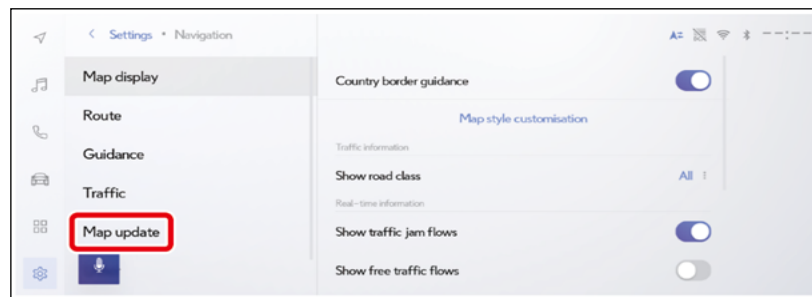 Settings • Navigation
A
--:--
Map display
Route
Guidance
Traffic
Map update
Country border guidance
Map style customisation
Traffic information
Show road class
All
Real-time information
Show traffic jam flows
Show free traffic flows